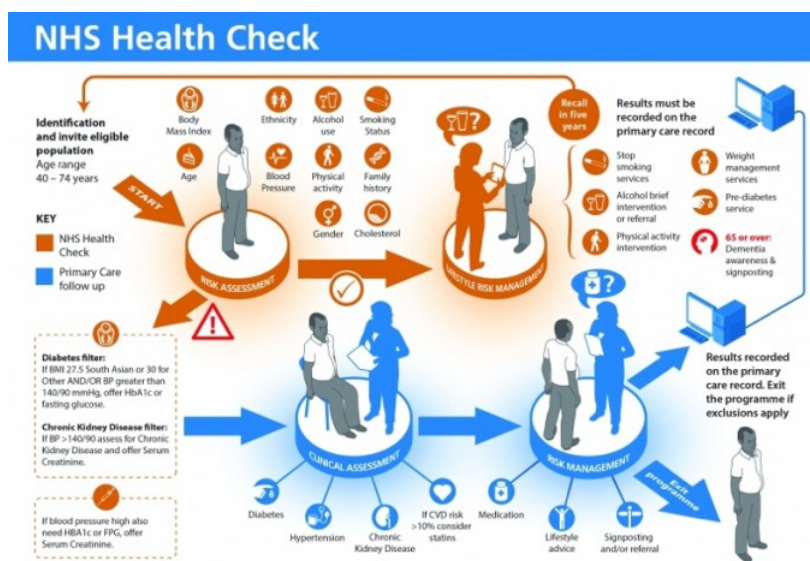 NHS Health Check
Identification
and invite eligible
population
Age range
40 – 74 years
START
KEY
NHS Health
Check
Primary Care
follow up
Body
Mass Index
Ethnicity
Alcohol
use
Smoking
Status
Age
Blood
Pressure
Physical
activity
Family
history
Gender
Cholesterol
RISK ASSESSMENT
?
LIFESTYLE RISK MANAGEMENT
Recall
in five
years
Results must be
recorded on the
primary care record
Stop
smoking
services
Weight
management
services
Alcohol brief
intervention
or referral
Pre-diabetes
service
Physical activity
intervention
65 or over:
Dementia
awareness &
signposting
!
Diabetes filter:
If BMI 27.5 South Asian or 30 for
Other AND/OR BP greater than
140/90 mmHg, offer HbA1c or
fasting glucose.
Chronic Kidney Disease filter:
If BP >140/90 assess for Chronic
Kidney Disease and offer Serum
Creatinine.
If blood pressure high also
need HBA1c or FPG, offer
Serum Creatinine.
CLINICAL ASSESSMENT
Diabetes
Hypertension
Chronic
Kidney Disease
If CVD risk
>10% consider
statins
?
RISK MANAGEMENT
Medication
Lifestyle
advice
Signposting
and/or referral
Results recorded
on the primary
care record. Exit
the programme if
exclusions apply
Exit
programme